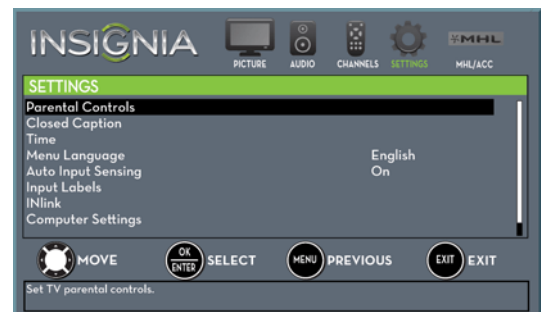 INSIGNIA
PICTURE AUDIO CHANNELS SETTINGS MHL MHL/ACC
SETTINGS
Parental Controls
Closed Caption
Time
Menu Language English
Auto Input Sensing On
Input Labels
INlink
Computer Settings
MOVE OK ENTER SELECT MENU PREVIOUS EXIT EXIT
Set TV parental controls.